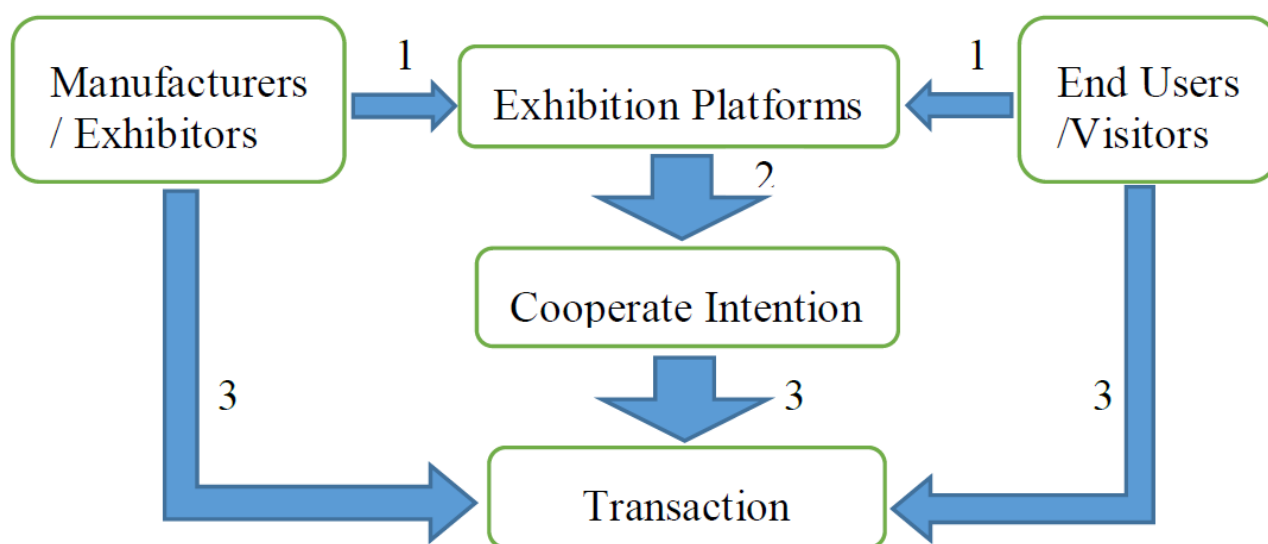 Manufacturers
/ Exhibitors
1
Exhibition Platforms
1
End Users
/Visitors
2
Cooperate Intention
3
3
3
Transaction